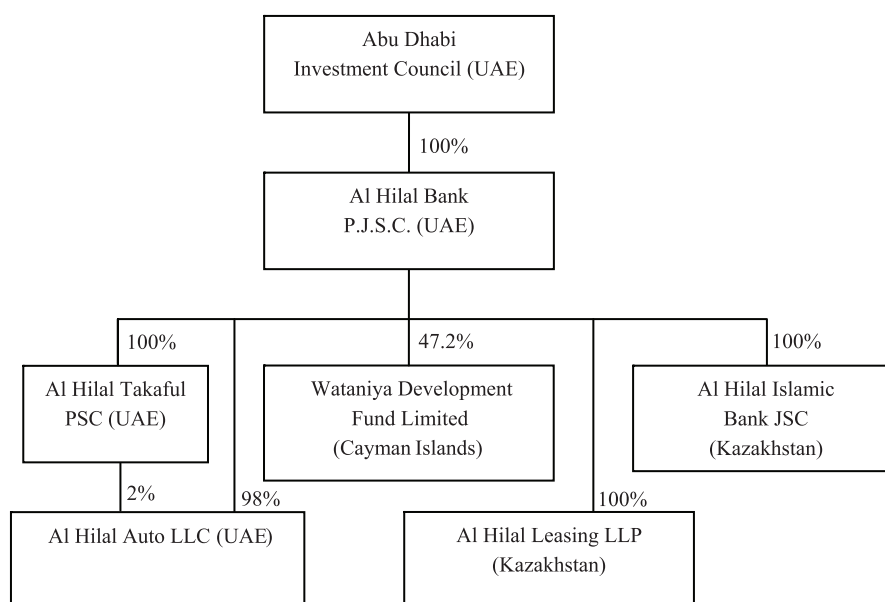 Abu Dhabi
Investment Council (UAE)
100%
Al Hilal Bank
P.J.S.C. (UAE)
100%
47.2%
100%
Al Hilal Takaful
PSC (UAE)
Wataniya Development
Fund Limited
(Cayman Islands)
Al Hilal Islamic
Bank JSC
(Kazakhstan)
2%
98%
100%
Al Hilal Auto LLC (UAE)
Al Hilal Leasing LLP
(Kazakhstan)